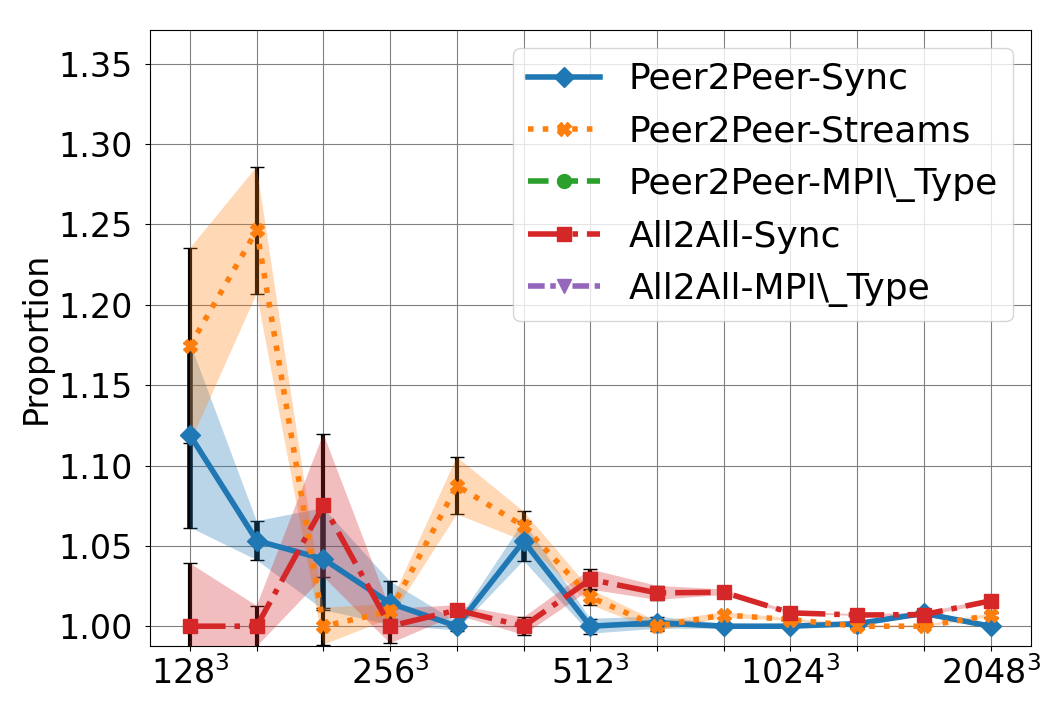 Proportion
1.35
1.30
1.25
1.20
1.15
1.10
1.05
1.00
Peer2Peer-Sync
Peer2Peer-Streams
Peer2Peer-MPI\_Type
All2All-Sync
All2All-MPI\_Type
128³ 256³ 512³ 1024³ 2048³